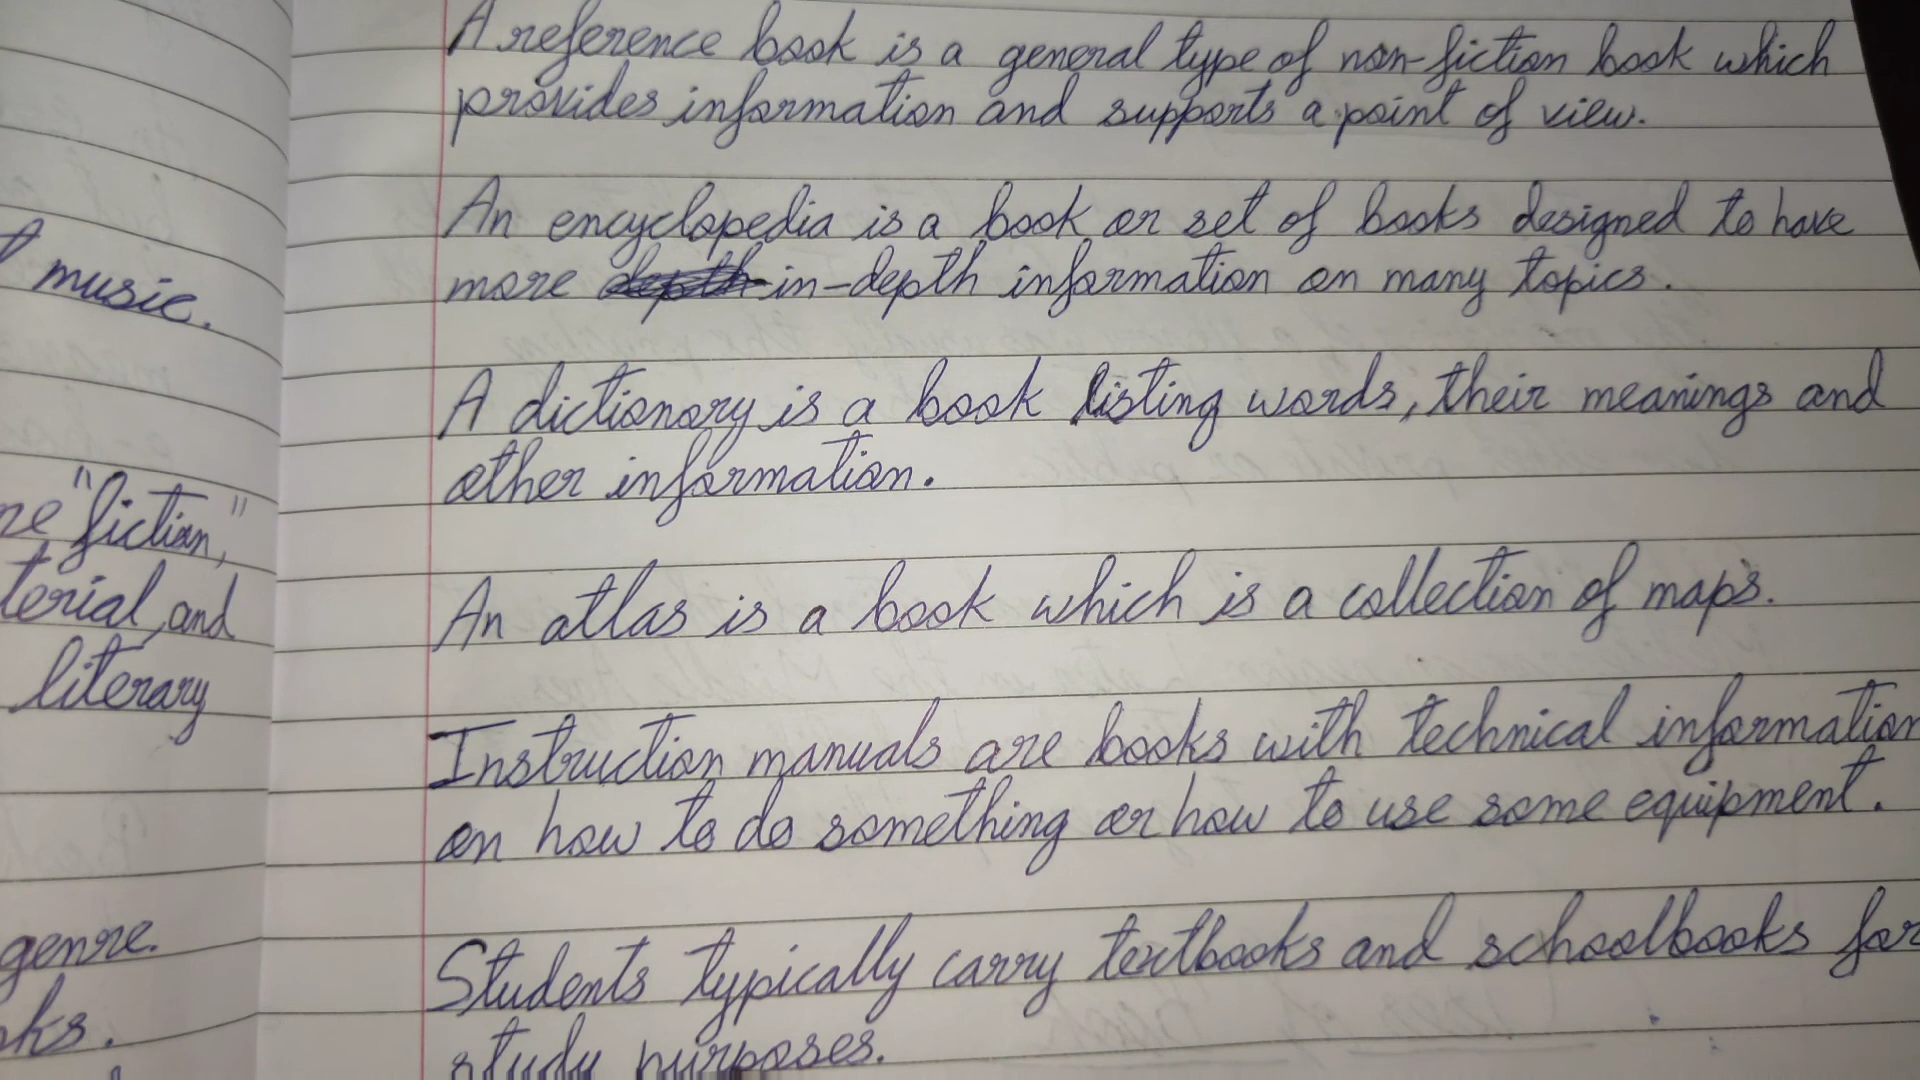 t music.
"fiction,"
terial, and
literary
genre.
A reference book is a general type of non-fiction book which
provides information and supports a point of view.
An encyclopedia is a book or set of books designed to have
more in-depth information on many topics.
A dictionary is a book listing words, their meanings and
other information.
An atlas is a book which is a collection of maps.
Instruction manuals are books with technical information
on how to do something or how to use some equipment.
Students typically carry textbooks and schoolbooks for
study purposes.